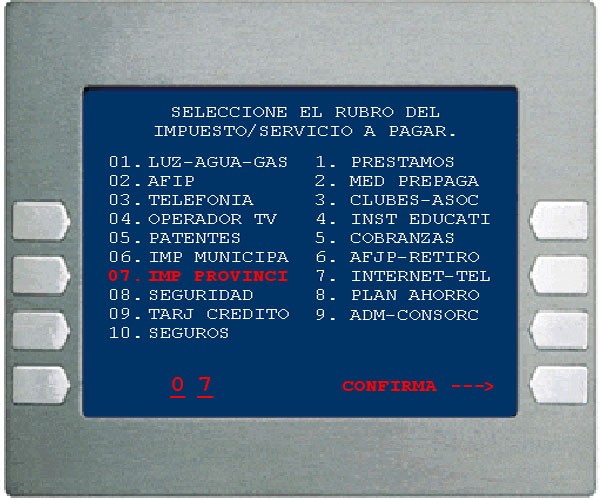 SELECCIONE EL RUBRO DEL
IMPUESTO/SERVICIO A PAGAR.
01. LUZ-AGUA-GAS
02. AFIP
03. TELEFONIA
04. OPERADOR TV
05. PATENTES
06. IMP MUNICIPA
07. IMP PROVINCI
08. SEGURIDAD
09. TARJ CREDITO
10. SEGUROS
1. PRESTAMOS
2. MED PREPAGA
3. CLUBES-ASOC
4. INST EDUCATI
5. COBRANZAS
6. AFJP-RETIRO
7. INTERNET-TEL
8. PLAN AHORRO
9. ADM-CONSORC
0 7
CONFIRMA --->